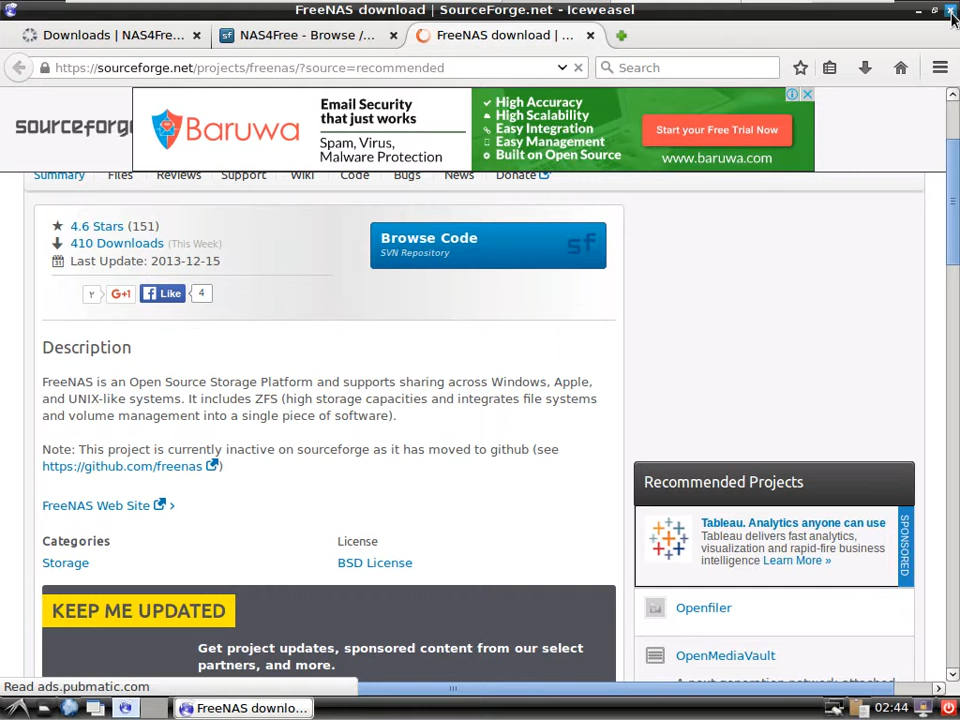 FreeNAS download | SourceForge.net - Iceweasel
Downloads | NAS4Fre...
NAS4Free - Browse /...
FreeNAS download | ...
https://sourceforge.net/projects/freenas/?source=recommended
Search
sourceforg
Baruwa
Email Security
that just works
Spam, Virus,
Malware Protection
High Accuracy
High Scalability
Easy Integration
Easy Management
Built on Open Source
Start your Free Trial Now
www.baruwa.com
Summary Files Reviews Support Wiki Code Bugs News Donate
4.6 Stars (151)
410 Downloads (This Week)
Last Update: 2013-12-15
Browse Code
SVN Repository
sf
٢
G+1
Like
4
Description
FreeNAS is an Open Source Storage Platform and supports sharing across Windows, Apple,
and UNIX-like systems. It includes ZFS (high storage capacities and integrates file systems
and volume management into a single piece of software).
Note: This project is currently inactive on sourceforge as it has moved to github (see
https://github.com/freenas )
FreeNAS Web Site ›
Categories
License
Storage
BSD License
KEEP ME UPDATED
Get project updates, sponsored content from our select
partners, and more.
Recommended Projects
Tableau. Analytics anyone can use
Tableau delivers fast analytics,
visualization and rapid-fire business
intelligence Learn More »
SPONSORED
Openfiler
OpenMediaVault
A next generation network attached
Read ads.pubmatic.com
FreeNAS downlo...
02:44